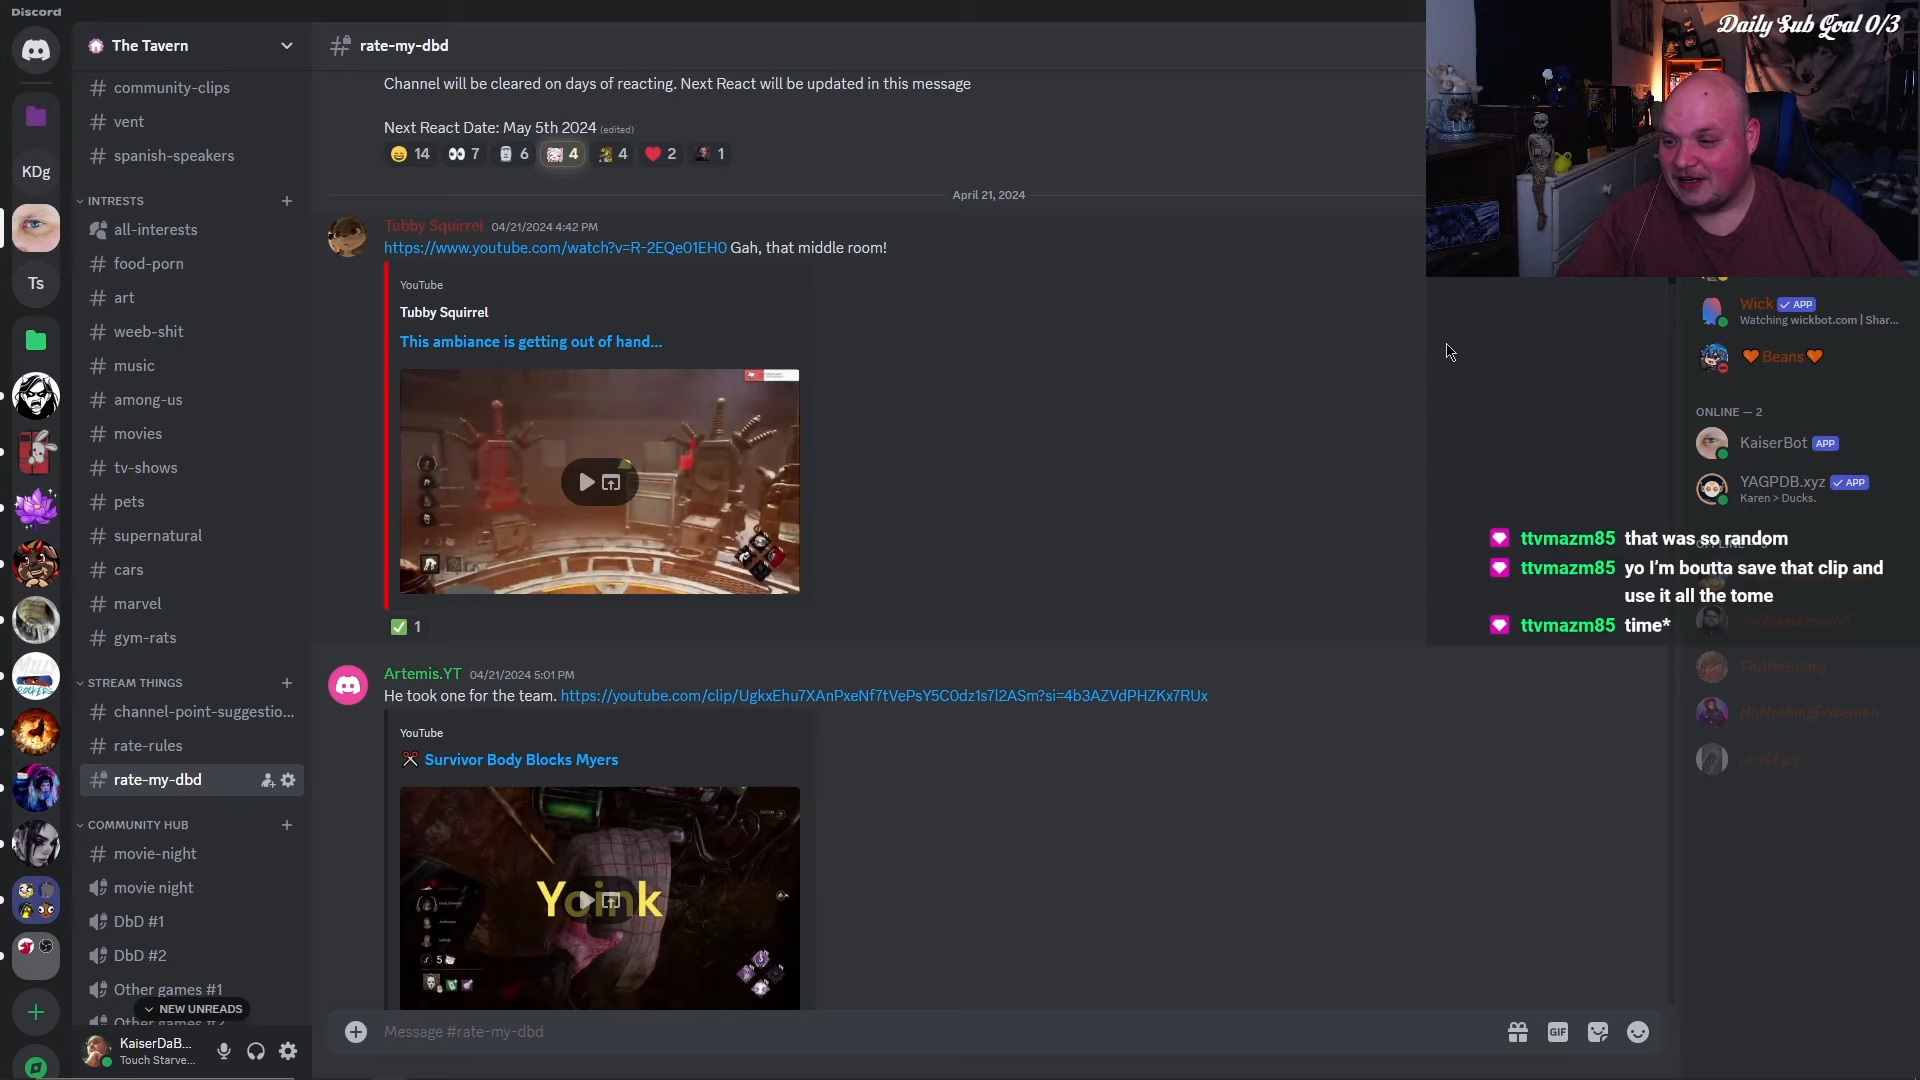 Discord
Daily Sub Goal 0/3
The Tavern
rate-my-dbd
community-clips
vent
spanish-speakers
INTRESTS
all-interests
food-porn
art
weeb-shit
music
among-us
movies
tv-shows
pets
supernatural
cars
marvel
gym-rats
STREAM THINGS
channel-point-suggestio...
rate-rules
rate-my-dbd
COMMUNITY HUB
movie-night
movie night
DbD #1
DbD #2
Other games #1
NEW UNREADS
Other games #2
KaiserDaB...
Touch Starve...
KDg
Ts
Channel will be cleared on days of reacting. Next React will be updated in this message
Next React Date: May 5th 2024 (edited)
14 7 6 4 4 2 1
April 21, 2024
Tubby Squirrel 04/21/2024 4:42 PM
https://www.youtube.com/watch?v=R-2EQe01EH0 Gah, that middle room!
YouTube
Tubby Squirrel
This ambiance is getting out of hand...
1
Artemis.YT 04/21/2024 5:01 PM
He took one for the team. https://youtube.com/clip/UgkxEhu7XAnPxeNf7tVePsY5C0dz1s7l2ASm?si=4b3AZVdPHZKx7RUx
YouTube
Survivor Body Blocks Myers
Yoink
5
Message #rate-my-dbd
GIF
Wick APP
Watching wickbot.com | Shar...
Beans
ONLINE — 2
KaiserBot APP
YAGPDB.xyz APP
Karen > Ducks.
ttvmazm85 that was so random
ttvmazm85 yo I'm boutta save that clip and
use it all the tome
ttvmazm85 time*
FluffieBunny
NoNothingPokemen